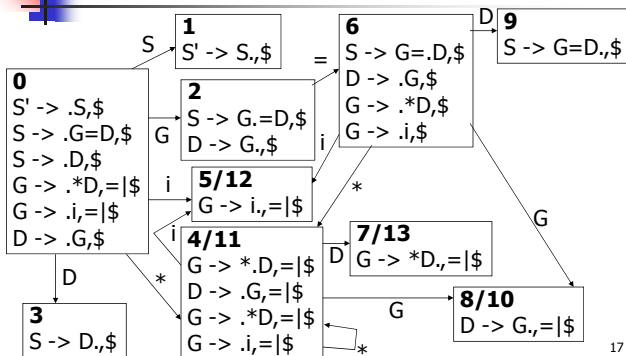 0
S' -> .S,$
S -> .G=D,$
S -> .D,$
G -> .*D,=|$
G -> .i,=|$
D -> .G,$
S
1
S' -> S.,$
G
2
S -> G.=D,$
D -> G.,$
=
6
S -> G=.D,$
D -> .G,$
G -> .*D,$
G -> .i,$
D
9
S -> G=D.,$
i
i
5/12
G -> i.,=|$
*
i
4/11
G -> *.D,=|$
D -> .G,=|$
G -> .*D,=|$
G -> .i,=|$
*
D
7/13
G -> *D.,=|$
G
G
8/10
D -> G.,=|$
*
D
3
S -> D.,$
17